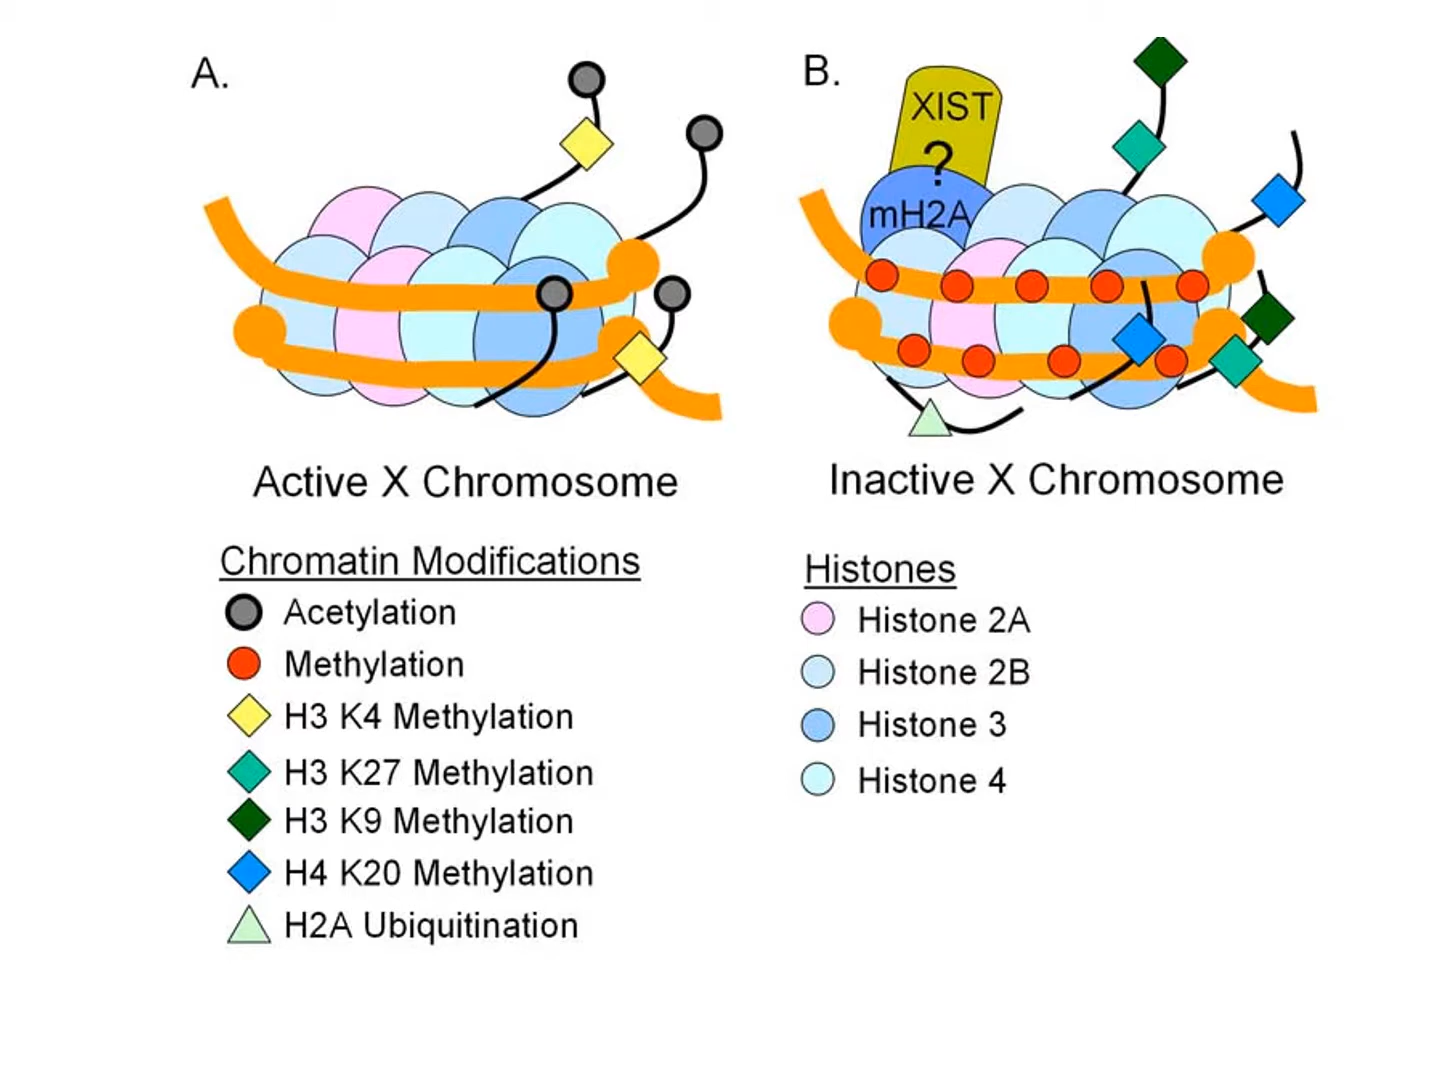 A.
B.
XIST
?
mH2A
Active X Chromosome
Inactive X Chromosome
Chromatin Modifications
Acetylation
Methylation
H3 K4 Methylation
H3 K27 Methylation
H3 K9 Methylation
H4 K20 Methylation
H2A Ubiquitination
Histones
Histone 2A
Histone 2B
Histone 3
Histone 4